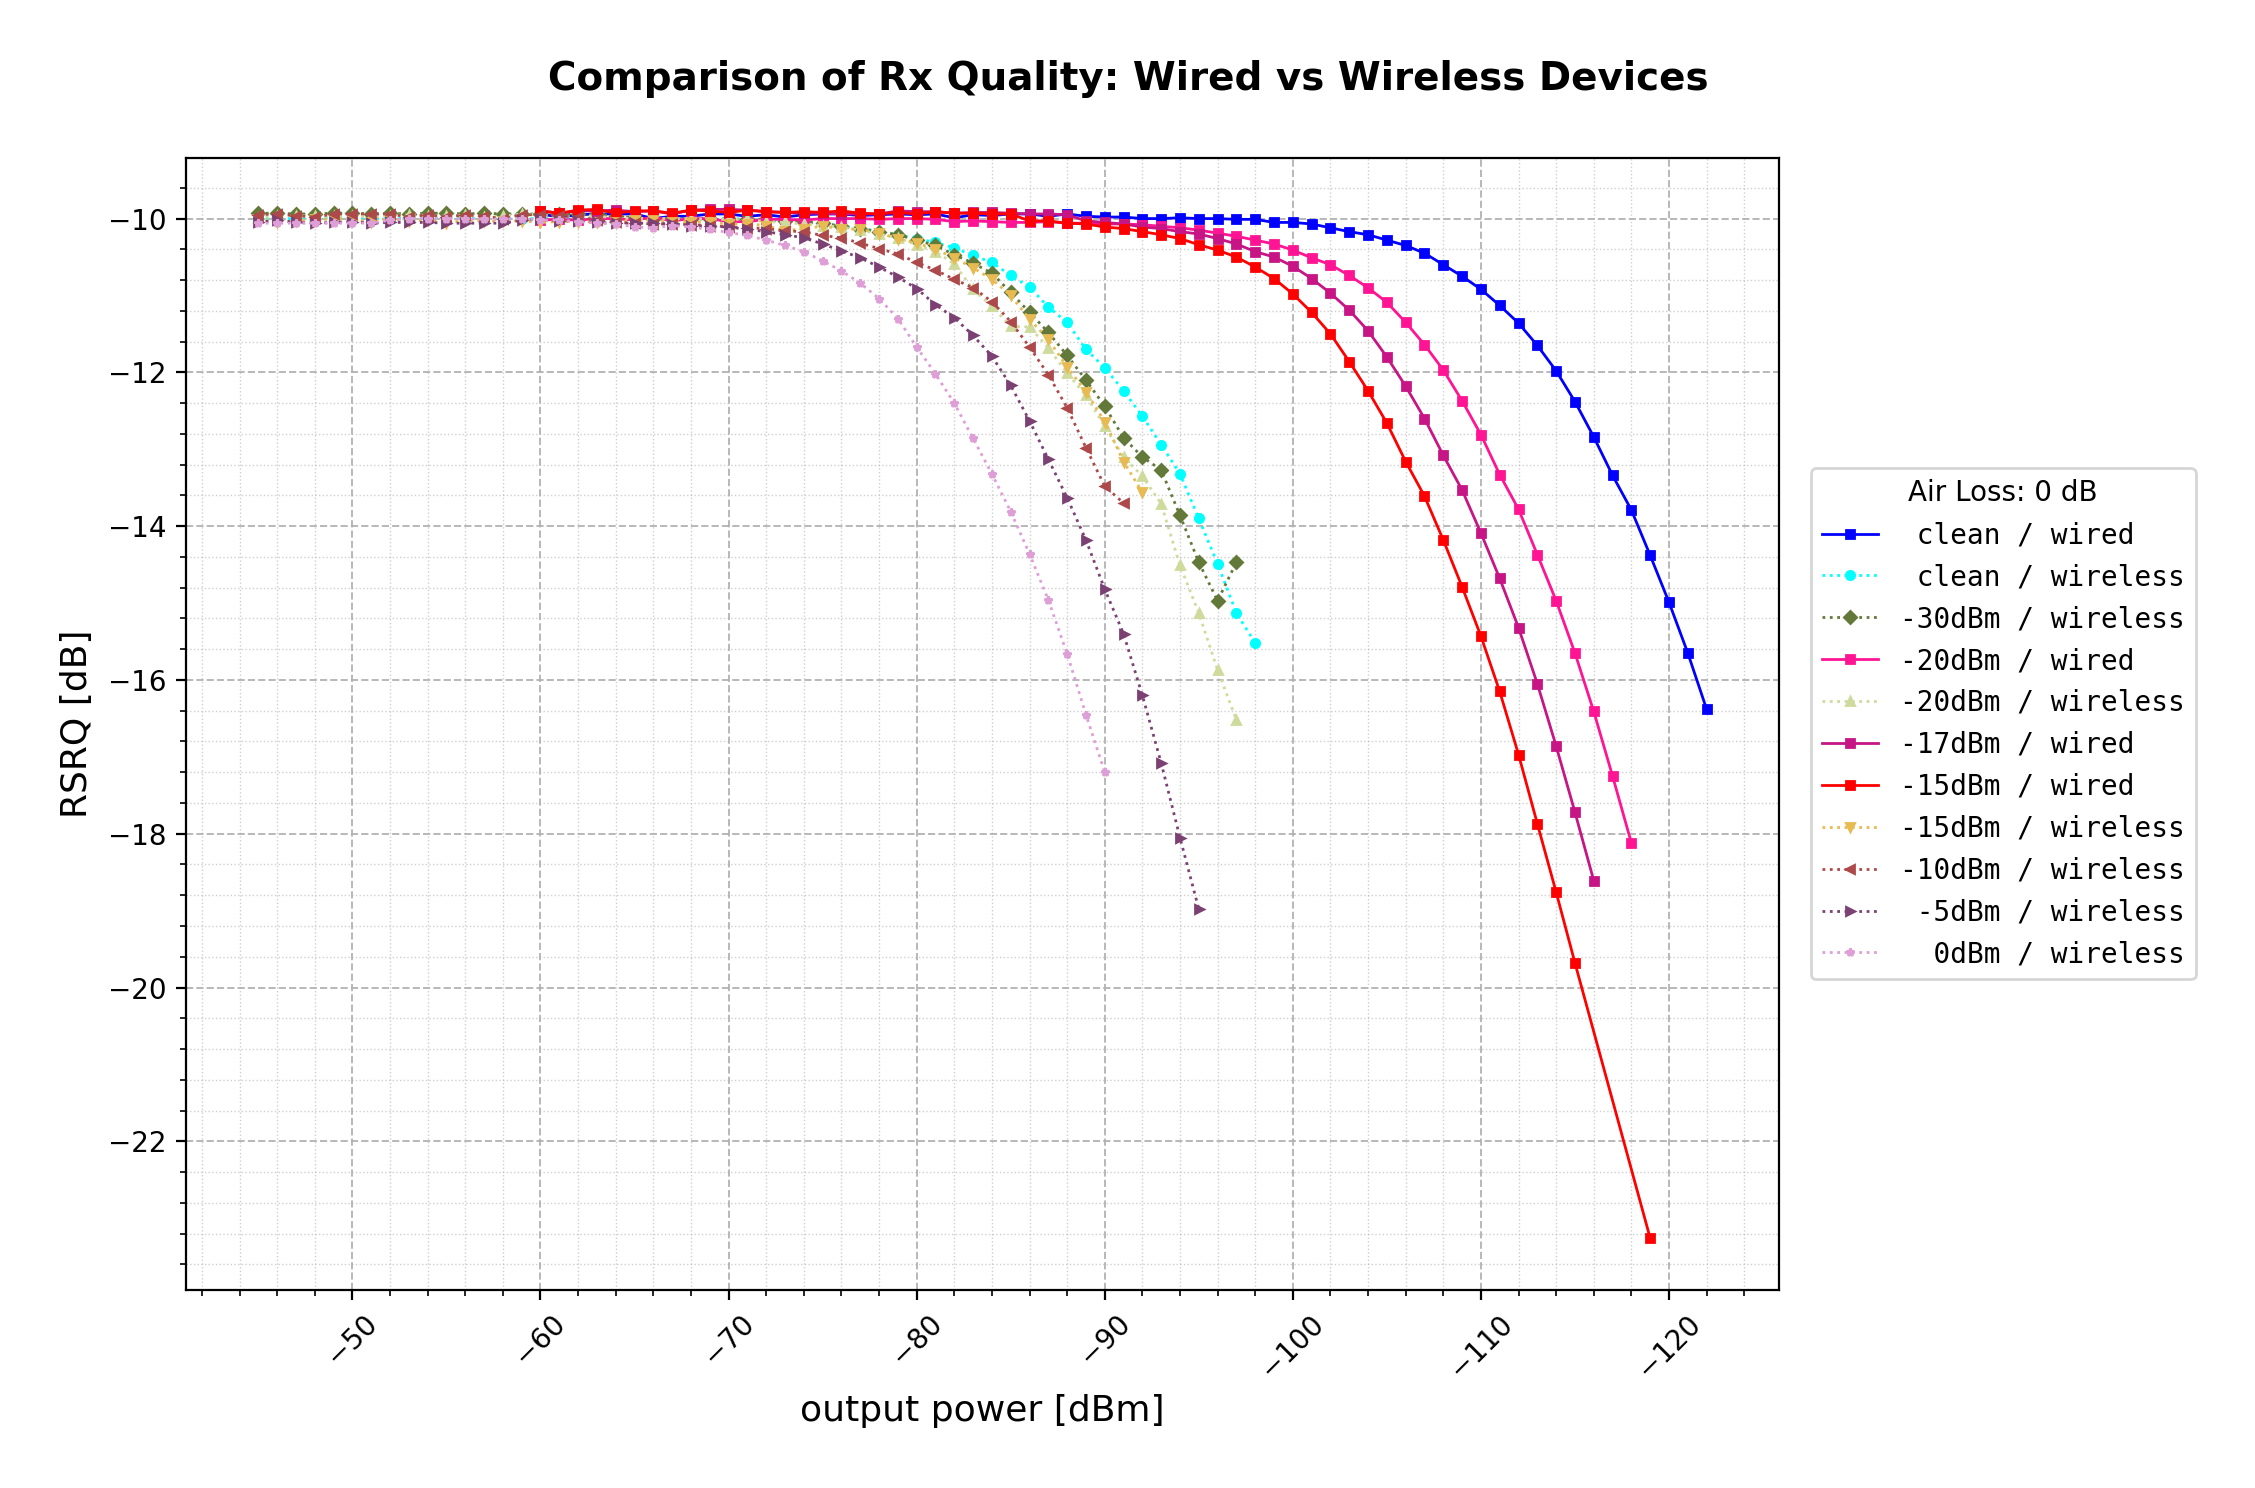 Comparison of Rx Quality: Wired vs Wireless Devices
−10
−12
−14
−16
−18
−20
−22
RSRQ [dB]
−50
−60
−70
−80
−90
−100
−110
−120
output power [dBm]
Air Loss: 0 dB
clean / wired
clean / wireless
-30dBm / wireless
-20dBm / wired
-20dBm / wireless
-17dBm / wired
-15dBm / wired
-15dBm / wireless
-10dBm / wireless
-5dBm / wireless
0dBm / wireless